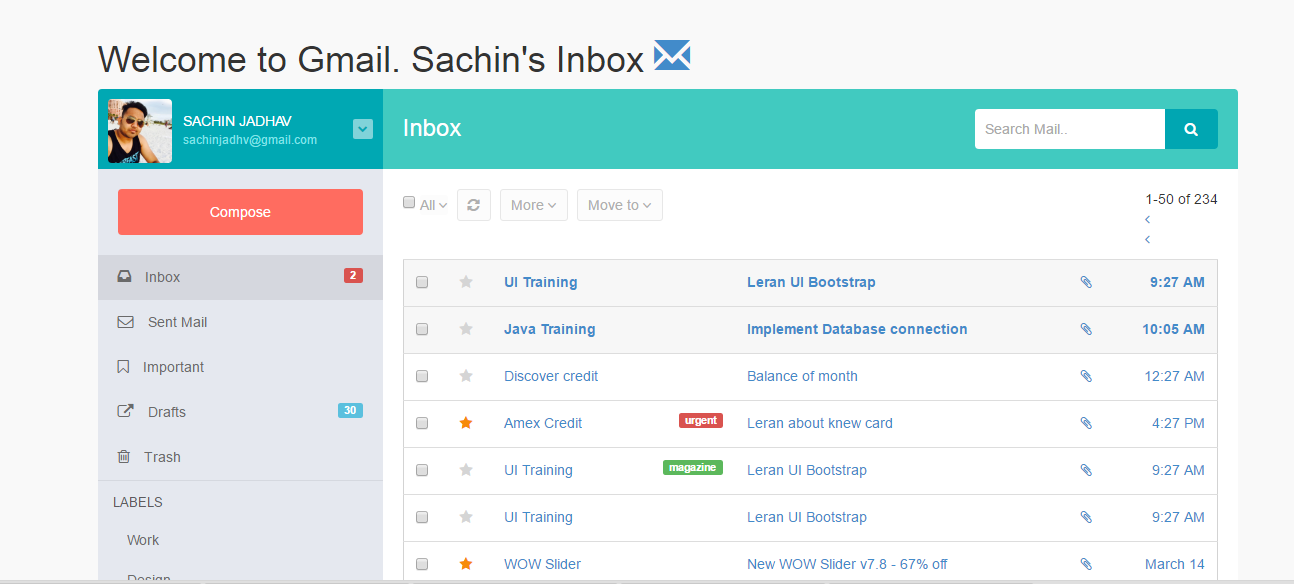 Welcome to Gmail. Sachin's Inbox
SACHIN JADHAV
sachinjadhv@gmail.com
Inbox
Search Mail..
Compose
All
More
Move to
1-50 of 234
Inbox 2
Sent Mail
Important
Drafts 30
Trash
LABELS
Work
Design
UI Training Leran UI Bootstrap 9:27 AM
Java Training Implement Database connection 10:05 AM
Discover credit Balance of month 12:27 AM
Amex Credit urgent Leran about knew card 4:27 PM
UI Training magazine Leran UI Bootstrap 9:27 AM
UI Training Leran UI Bootstrap 9:27 AM
WOW Slider New WOW Slider v7.8 - 67% off March 14